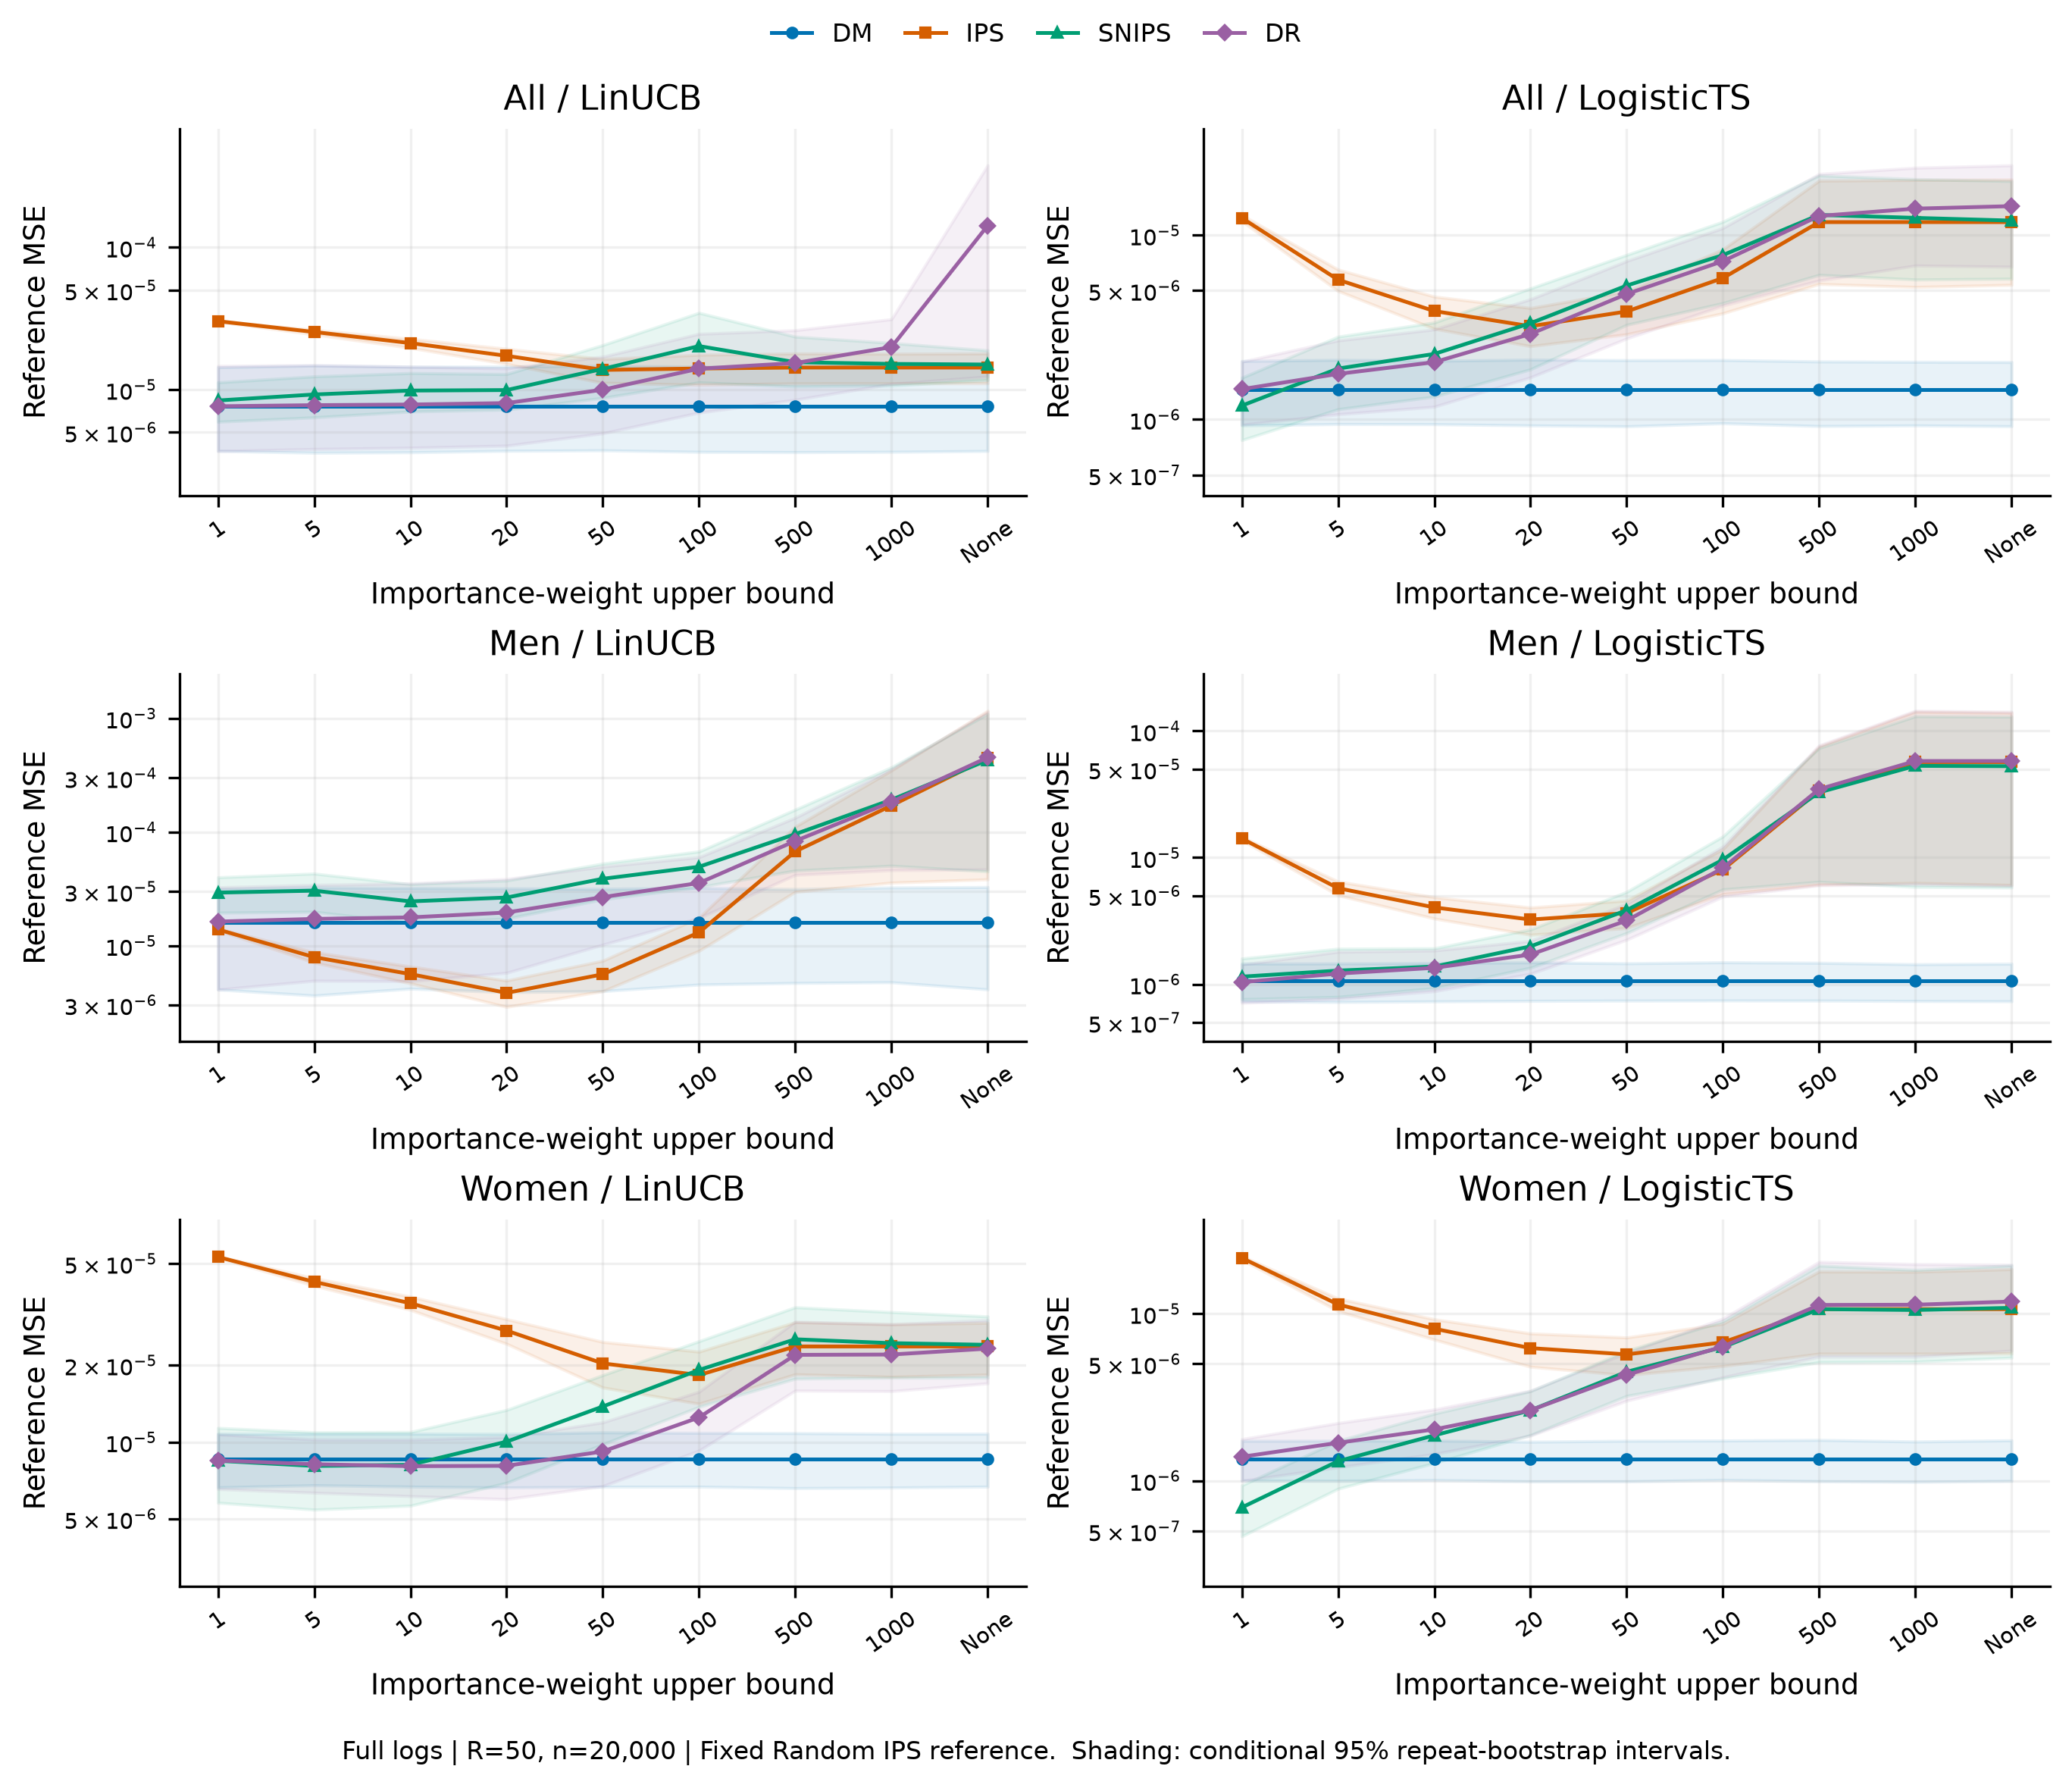 DM IPS SNIPS DR
All / LinUCB
Reference MSE
10⁻⁴
5 × 10⁻⁵
10⁻⁵
5 × 10⁻⁶
1 5 10 20 50 100 500 1000 None
Importance-weight upper bound
All / LogisticTS
Reference MSE
10⁻⁵
5 × 10⁻⁶
10⁻⁶
5 × 10⁻⁷
1 5 10 20 50 100 500 1000 None
Importance-weight upper bound
Men / LinUCB
Reference MSE
10⁻³
3 × 10⁻⁴
10⁻⁴
3 × 10⁻⁵
10⁻⁵
3 × 10⁻⁶
1 5 10 20 50 100 500 1000 None
Importance-weight upper bound
Men / LogisticTS
Reference MSE
10⁻⁴
5 × 10⁻⁵
10⁻⁵
5 × 10⁻⁶
10⁻⁶
5 × 10⁻⁷
1 5 10 20 50 100 500 1000 None
Importance-weight upper bound
Women / LinUCB
Reference MSE
5 × 10⁻⁵
2 × 10⁻⁵
10⁻⁵
5 × 10⁻⁶
1 5 10 20 50 100 500 1000 None
Importance-weight upper bound
Women / LogisticTS
Reference MSE
10⁻⁵
5 × 10⁻⁶
10⁻⁶
5 × 10⁻⁷
1 5 10 20 50 100 500 1000 None
Importance-weight upper bound
Full logs | R=50, n=20,000 | Fixed Random IPS reference. Shading: conditional 95% repeat-bootstrap intervals.